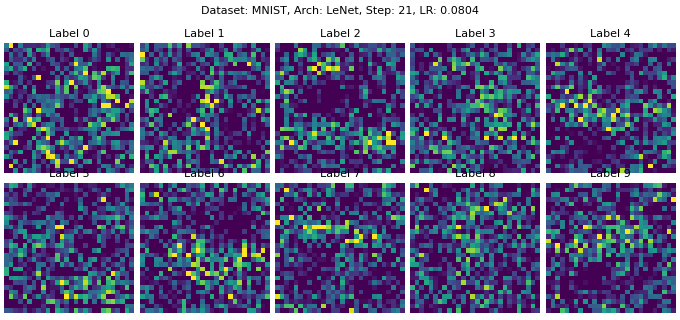 Dataset: MNIST, Arch: LeNet, Step: 21, LR: 0.0804
Label 0 Label 1 Label 2 Label 3 Label 4
Label 5 Label 6 Label 7 Label 8 Label 9